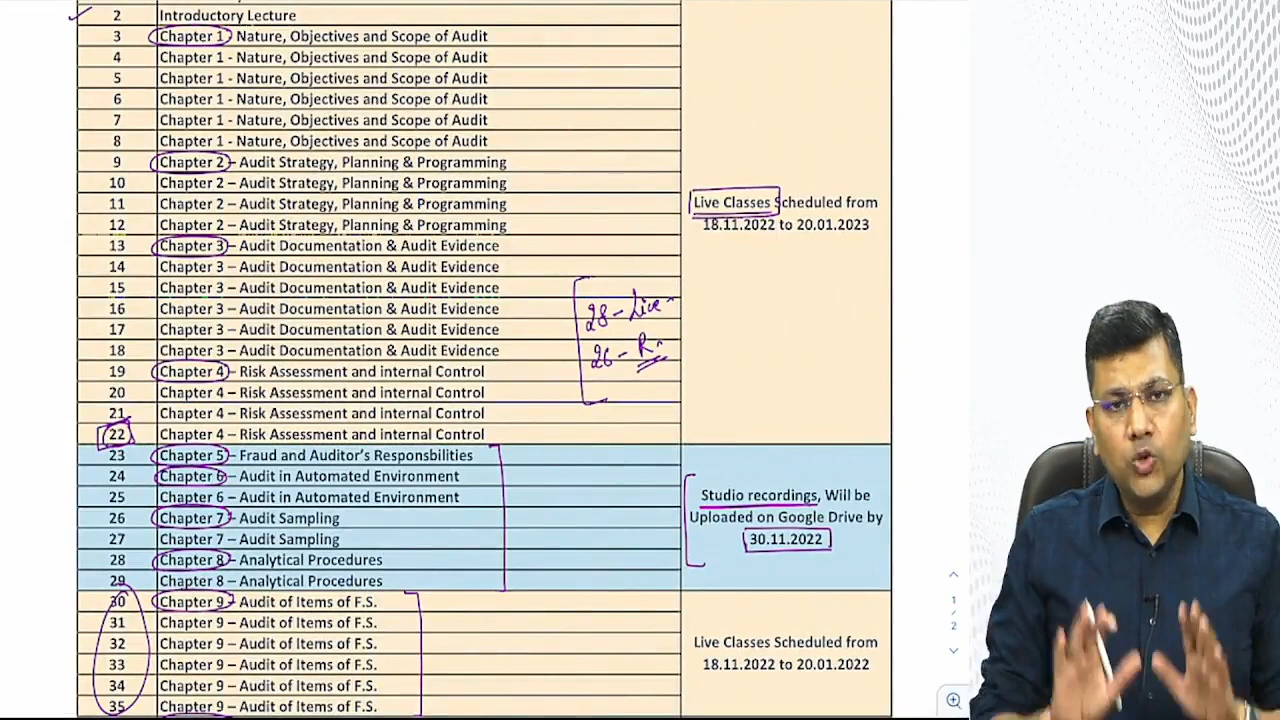 2 Introductory Lecture
3 Chapter 1 - Nature, Objectives and Scope of Audit
4 Chapter 1 - Nature, Objectives and Scope of Audit
5 Chapter 1 - Nature, Objectives and Scope of Audit
6 Chapter 1 - Nature, Objectives and Scope of Audit
7 Chapter 1 - Nature, Objectives and Scope of Audit
8 Chapter 1 - Nature, Objectives and Scope of Audit
9 Chapter 2 – Audit Strategy, Planning & Programming
10 Chapter 2 – Audit Strategy, Planning & Programming
11 Chapter 2 – Audit Strategy, Planning & Programming
12 Chapter 2 – Audit Strategy, Planning & Programming
Live Classes Scheduled from
18.11.2022 to 20.01.2023
13 Chapter 3 – Audit Documentation & Audit Evidence
14 Chapter 3 – Audit Documentation & Audit Evidence
15 Chapter 3 – Audit Documentation & Audit Evidence
16 Chapter 3 – Audit Documentation & Audit Evidence
17 Chapter 3 – Audit Documentation & Audit Evidence
18 Chapter 3 – Audit Documentation & Audit Evidence
28 – Live
26 – R
19 Chapter 4 – Risk Assessment and internal Control
20 Chapter 4 – Risk Assessment and internal Control
21 Chapter 4 – Risk Assessment and internal Control
22 Chapter 4 – Risk Assessment and internal Control
23 Chapter 5 – Fraud and Auditor's Responsbilities
24 Chapter 6 – Audit in Automated Environment
25 Chapter 6 – Audit in Automated Environment
26 Chapter 7 – Audit Sampling
27 Chapter 7 – Audit Sampling
28 Chapter 8 – Analytical Procedures
29 Chapter 8 – Analytical Procedures
Studio recordings, Will be
Uploaded on Google Drive by
30.11.2022
30 Chapter 9 – Audit of Items of F.S.
31 Chapter 9 – Audit of Items of F.S.
32 Chapter 9 – Audit of Items of F.S.
33 Chapter 9 – Audit of Items of F.S.
34 Chapter 9 – Audit of Items of F.S.
35 Chapter 9 – Audit of Items of F.S.
Live Classes Scheduled from
18.11.2022 to 20.01.2022
1
/
2